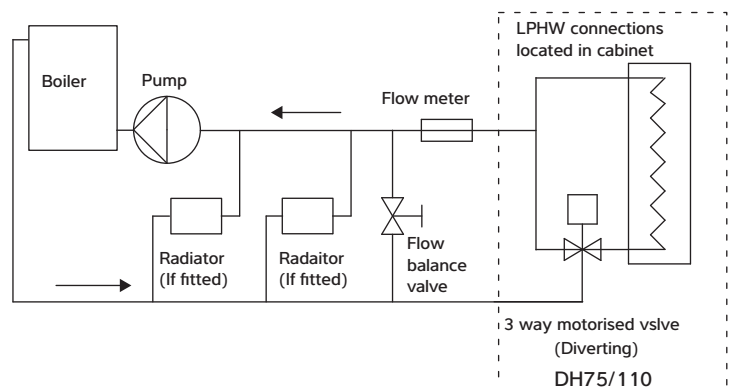 LPHW connections
located in cabinet
Boiler
Pump
Flow meter
Radiator
(If fitted)
Radaitor
(If fitted)
Flow
balance
valve
3 way motorised vslve
(Diverting)
DH75/110